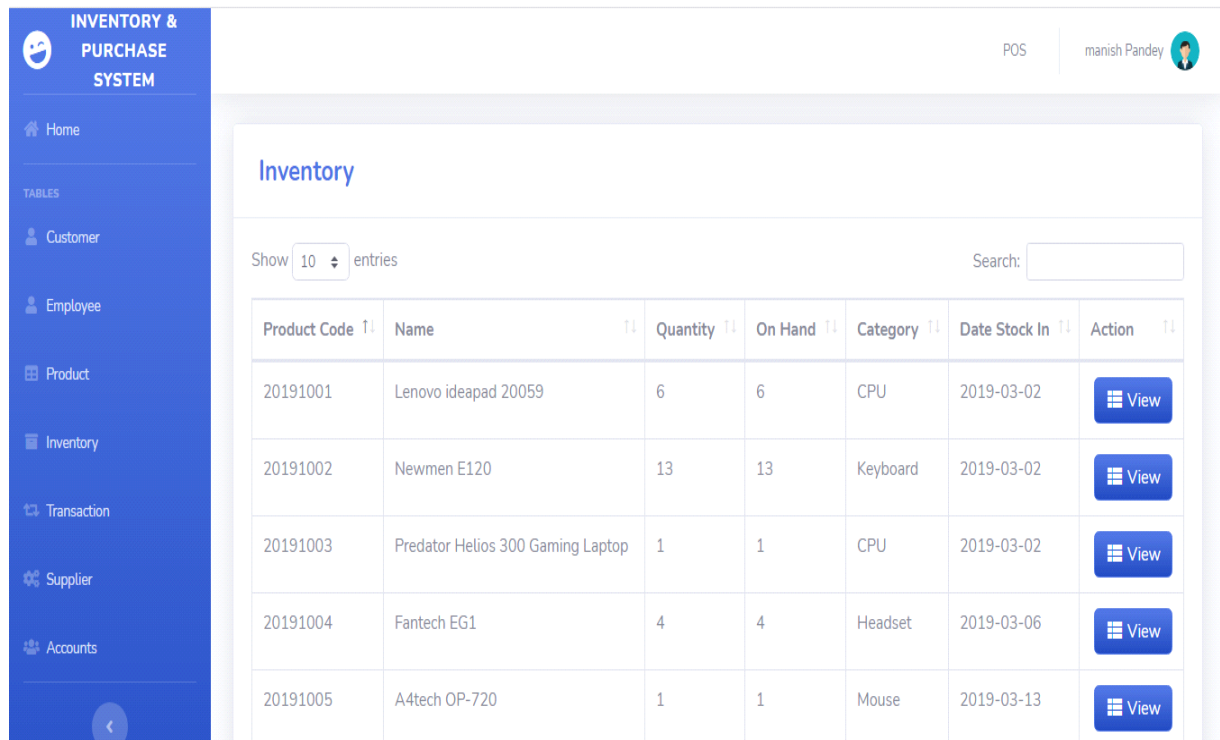 INVENTORY &
PURCHASE
SYSTEM
POS
manish Pandey
Home
TABLES
Customer
Employee
Product
Inventory
Transaction
Supplier
Accounts
Inventory
Show 10 entries
Search:
Product Code Name Quantity On Hand Category Date Stock In Action
20191001 Lenovo ideapad 20059 6 6 CPU 2019-03-02 View
20191002 Newmen E120 13 13 Keyboard 2019-03-02 View
20191003 Predator Helios 300 Gaming Laptop 1 1 CPU 2019-03-02 View
20191004 Fantech EG1 4 4 Headset 2019-03-06 View
20191005 A4tech OP-720 1 1 Mouse 2019-03-13 View